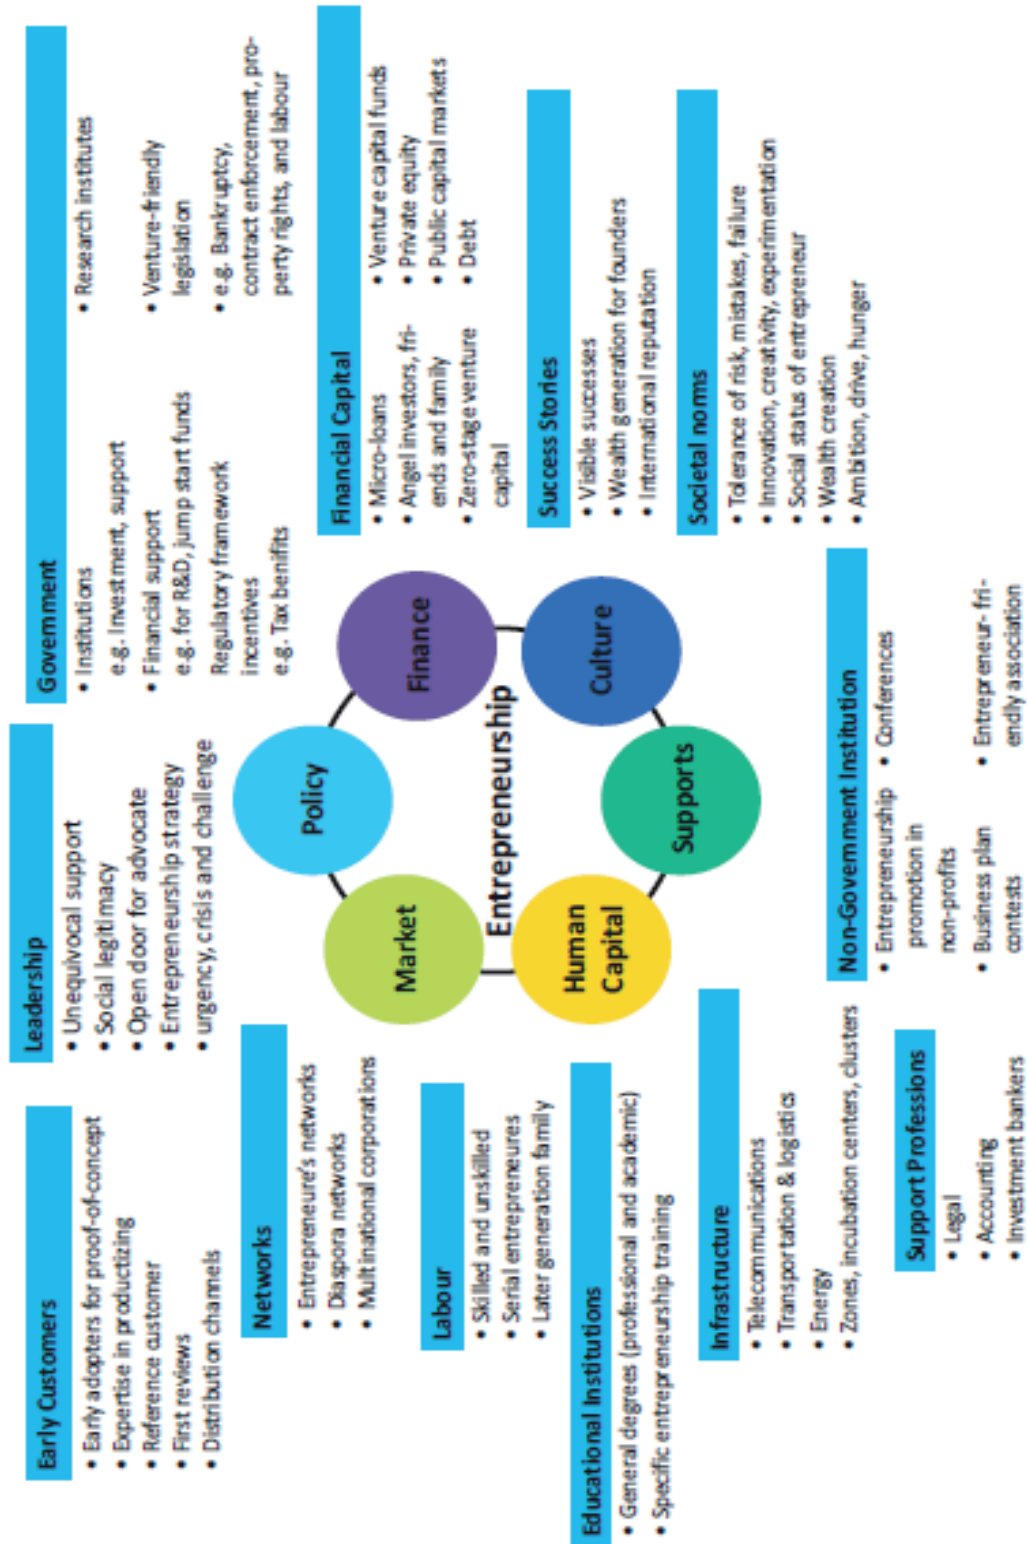 Early Customers
• Early adopters for proof-of-concept
• Expertise in productizing
• Reference customer
• First reviews
• Distribution channels
Leadership
• Unequivocal support
• Social legitimacy
• Open door for advocate
• Entrepreneurship strategy
• urgency, crisis and challenge
Government
• Institutions
e.g. Investment, support
• Financial support
e.g. for R&D, jump start funds
Regulatory framework
incentives
e.g. Tax benifits
• Research institutes
• Venture-friendly
legislation
• e.g. Bankruptcy,
contract enforcement, pro-
perty rights, and labour
Networks
• Entrepreneure's networks
• Diaspora networks
• Multinational corporations
Labour
• Skilled and unskilled
• Serial entrepreneures
• Later generation family
Educational Institutions
• General degrees (professional and academic)
• Specific entrepreneurship training
Policy
Market
Finance
Entrepreneurship
Human
Capital
Culture
Supports
Financial Capital
• Micro-loans
• Angel investors, fri-
ends and family
• Zero-stage venture
capital
• Venture capital funds
• Private equity
• Public capital markets
• Debt
Success Stories
• Visible successes
• Wealth generation for founders
• International reputation
Societal norms
• Tolerance of risk, mistakes, failure
• Innovation, creativity, experimentation
• Social status of entrepreneur
• Wealth creation
• Ambition, drive, hunger
Infrastructure
• Telecommunications
• Transportation & logistics
• Energy
• Zones, incubation centers, clusters
Support Professions
• Legal
• Accounting
• Investment bankers
Non-Government Institution
• Entrepreneurship
promotion in
non-profits
• Business plan
contests
• Conferences
• Entrepreneur- fri-
endly association